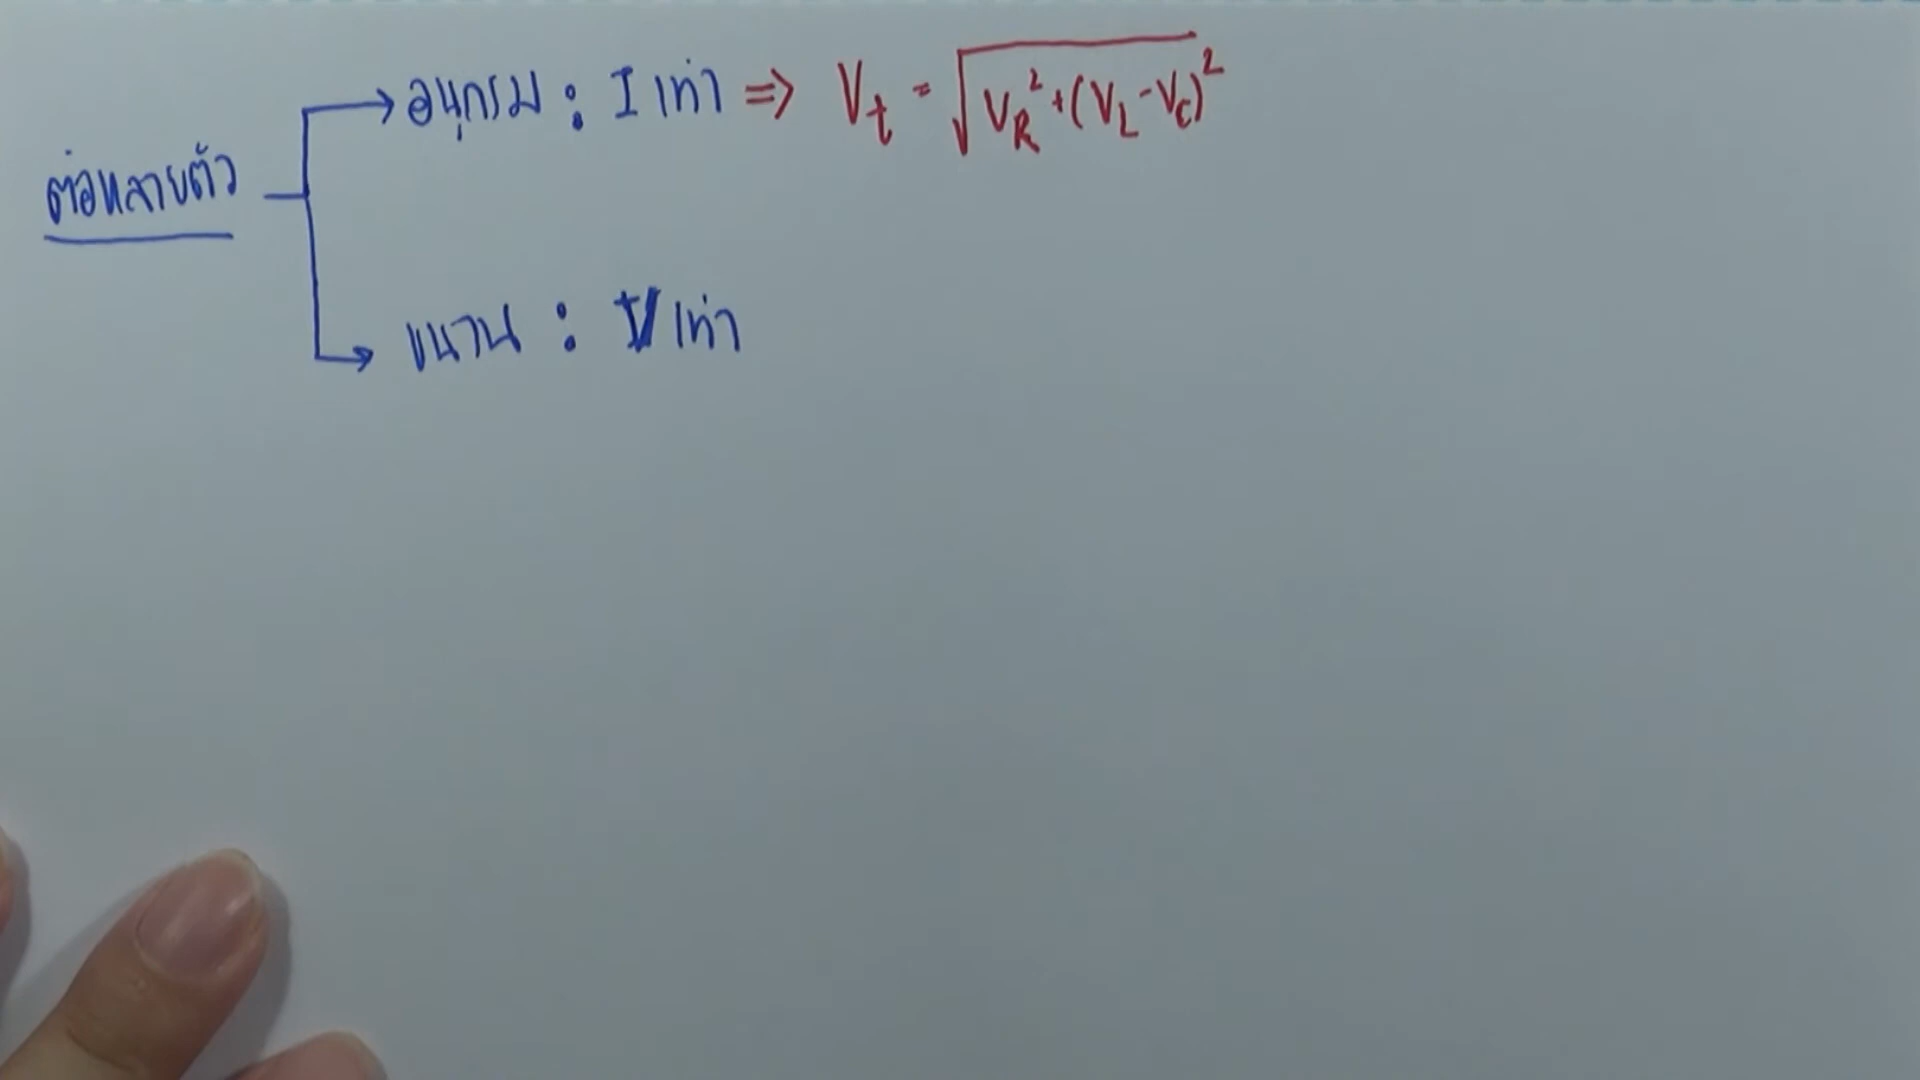 อนุกรม : I เท่า => Vt = √(VR² + (VL - VC)²)
ต่อหลายตัว
ขนาน : V เท่า